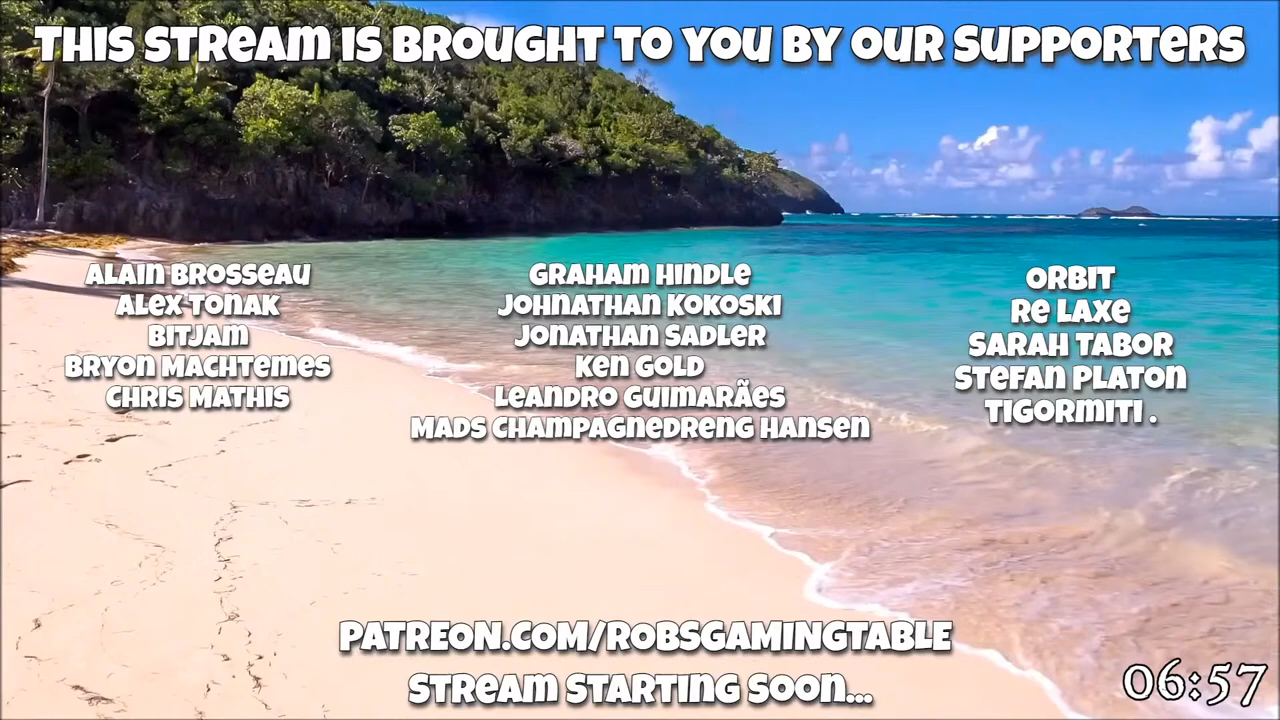 THIS STREAM IS BROUGHT TO YOU BY OUR SUPPORTERS
ALAIN BROSSEAU
ALEX TONAK
BITJAM
BRYON MACHTEMES
CHRIS MATHIS
GRAHAM HINDLE
JOHNATHAN KOKOSKI
JONATHAN SADLER
KEN GOLD
LEANDRO GUIMARÃES
MADS CHAMPAGNEDRENG HANSEN
ORBIT
RE LAXE
SARAH TABOR
STEFAN PLATON
TIGORMITI .
PATREON.COM/ROBSGAMINGTABLE
STREAM STARTING SOON...
06:57